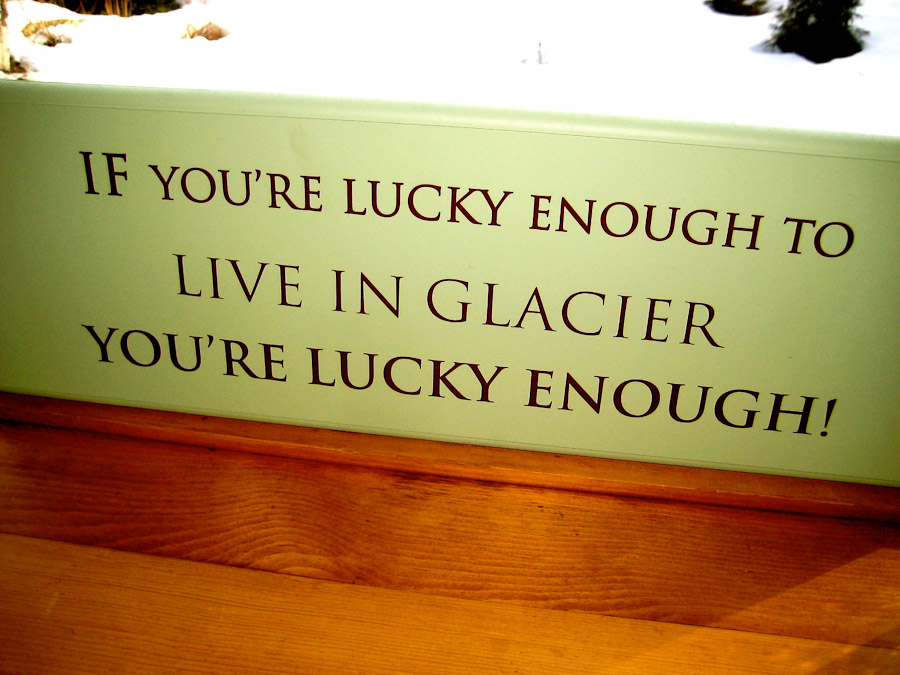 IF YOU'RE LUCKY ENOUGH TO
LIVE IN GLACIER
YOU'RE LUCKY ENOUGH!